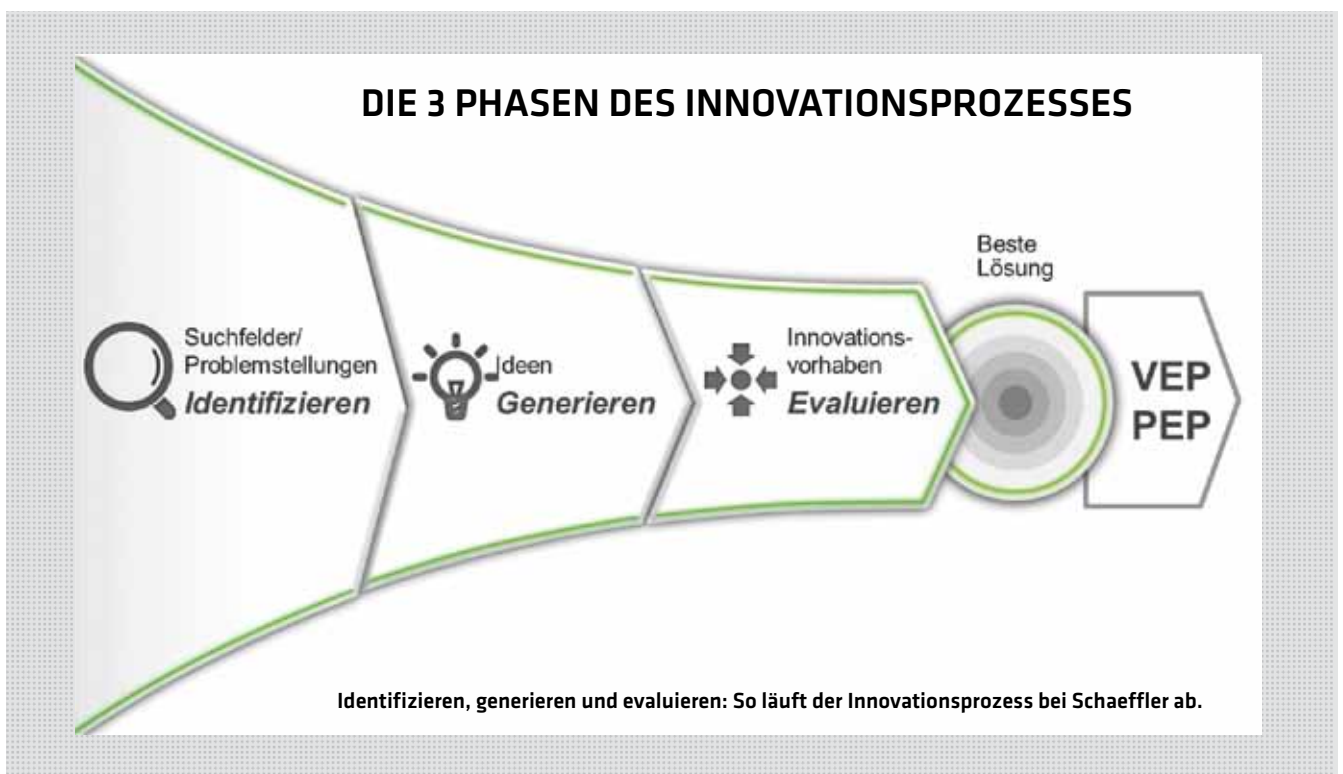 DIE 3 PHASEN DES INNOVATIONSPROZESSES
Suchfelder/
Problemstellungen
Identifizieren
Ideen
Generieren
Innovations-
vorhaben
Evaluieren
Beste
Lösung
VEP
PEP
Identifizieren, generieren und evaluieren: So läuft der Innovationsprozess bei Schaeffler ab.